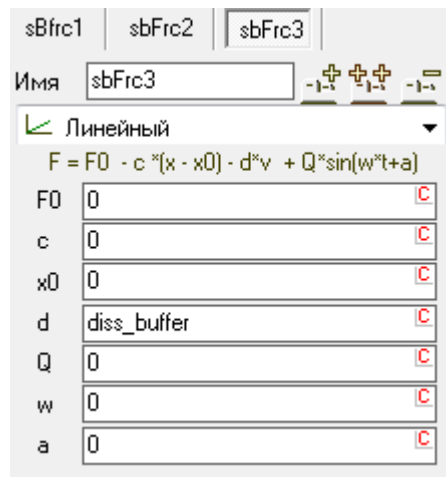 sBfrc1 sbFrc2 sbFrc3
Имя sbFrc3
Линейный
F = F0 - c *(x - x0) - d*v + Q*sin(w*t+a)
F0 0 C
c 0 C
x0 0 C
d diss_buffer C
Q 0 C
w 0 C
a 0 C